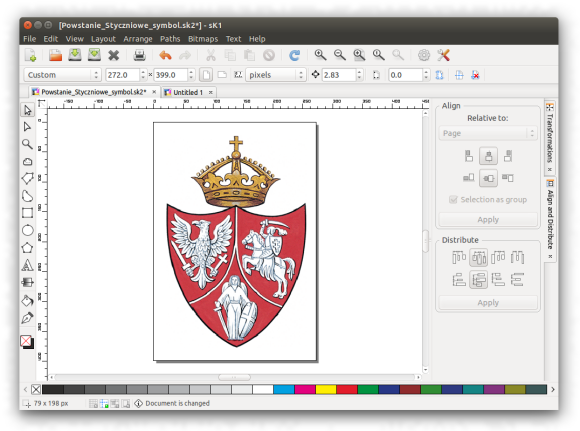 [Powstanie_Styczniowe_symbol.sk2*] - sK1
File Edit View Layout Arrange Paths Bitmaps Text Help
Custom 272.0 × 399.0 pixels 2.83 0.0
Powstanie_Styczniowe_symbol.sk2* × Untitled 1 ×
Align
Relative to:
Page
Selection as group
Apply
Distribute
Apply
Transformations
Align and Distribute
79 x 198 px Document is changed